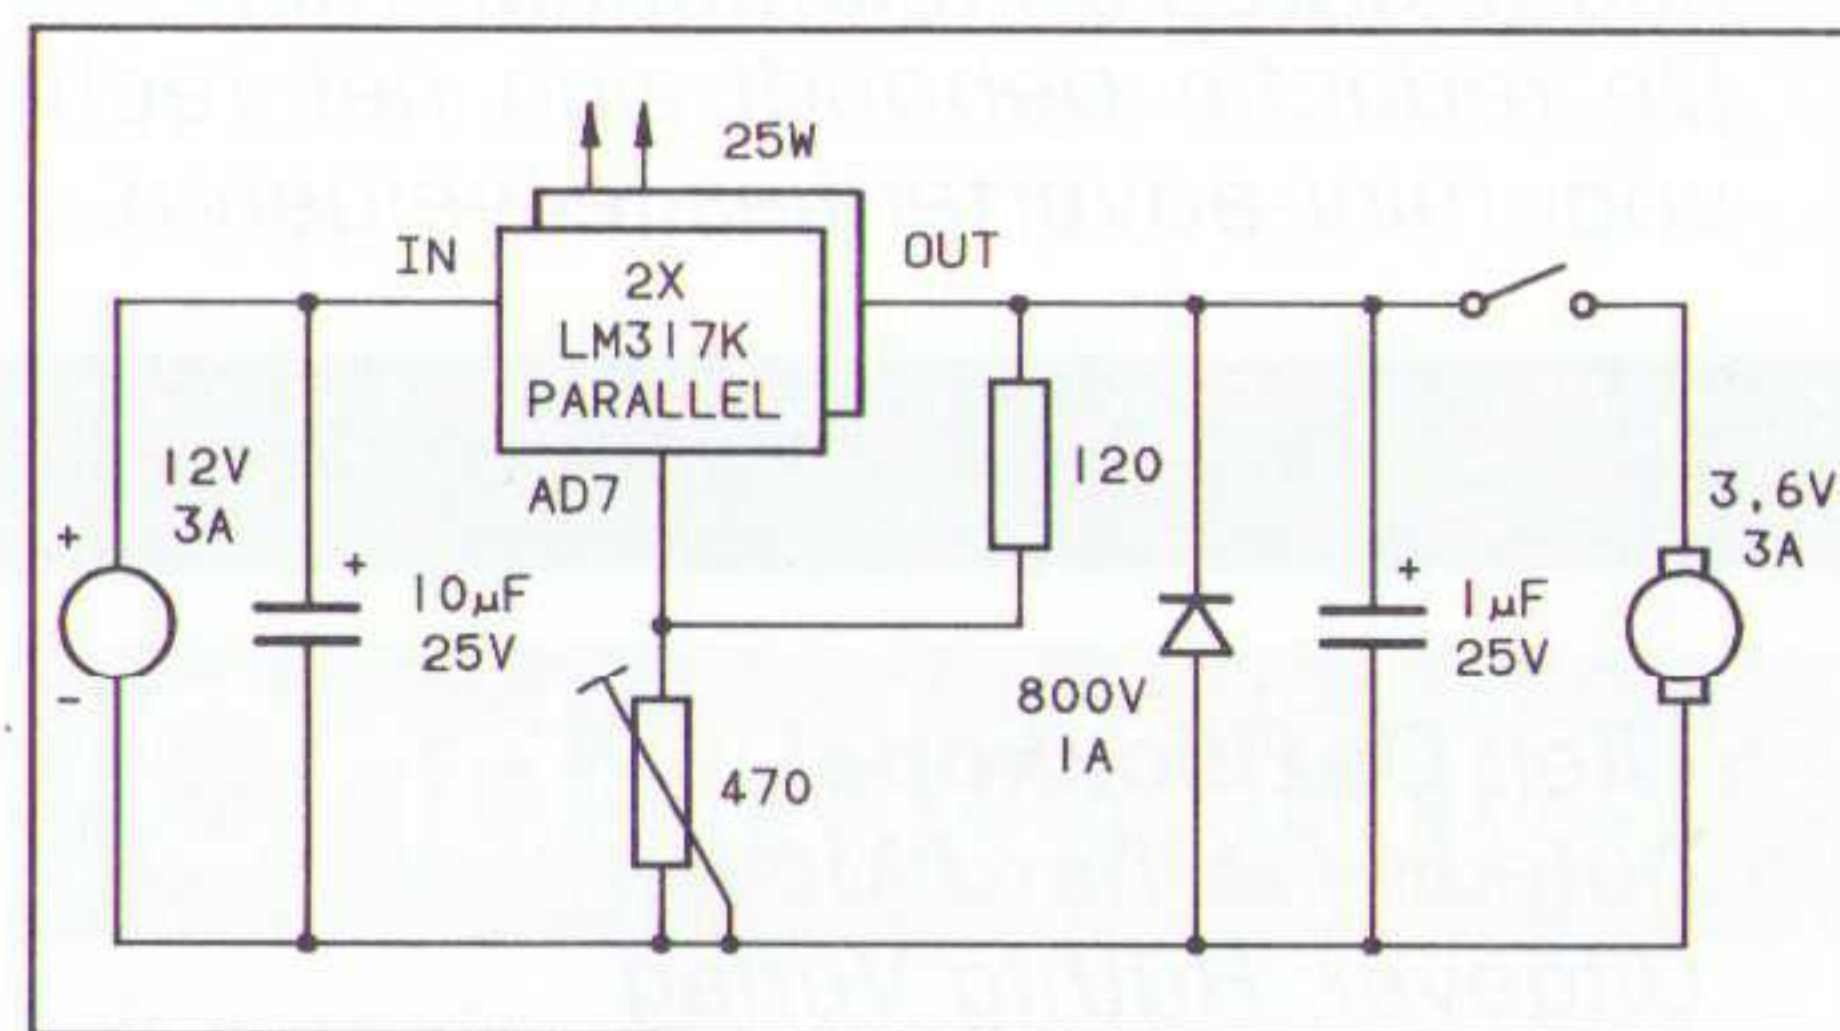 25W
IN
OUT
2X
LM317K
PARALLEL
AD7
12V
3A
+
-
+
10µF
25V
120
470
800V
1A
+
1µF
25V
3,6V
3A